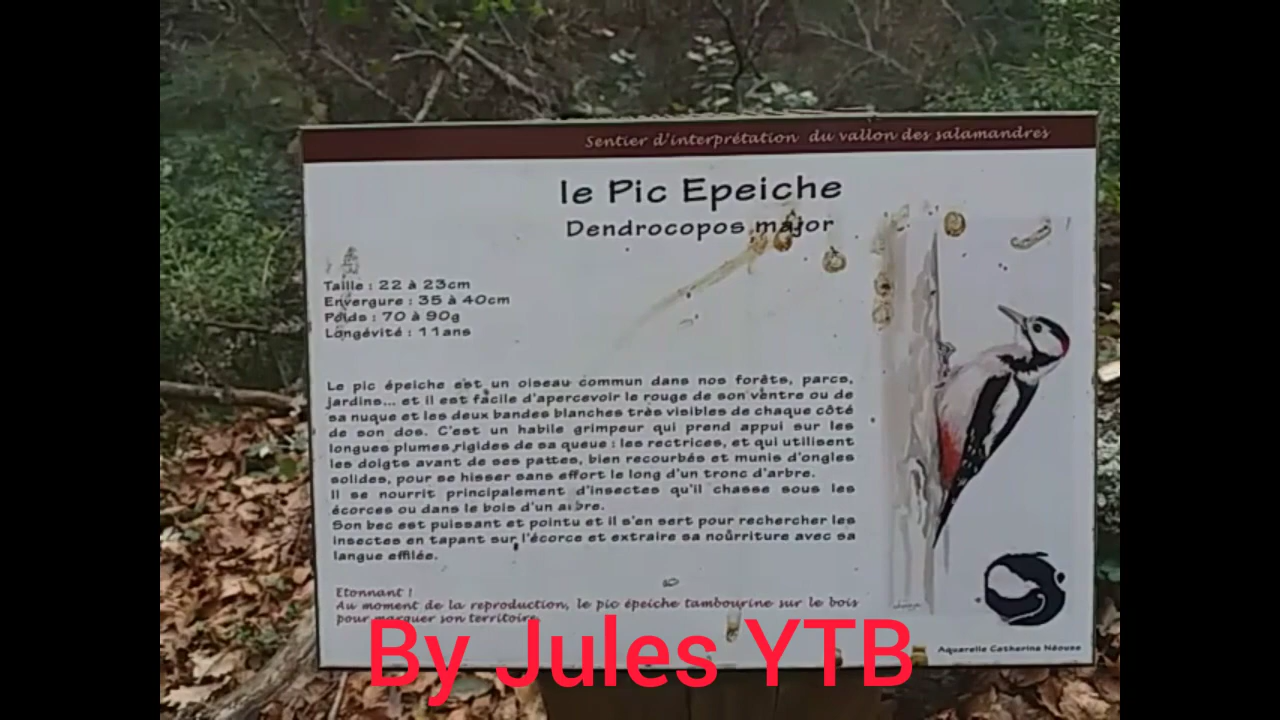 Sentier d'interprétation du vallon des salamandres
le Pic Epeiche
Dendrocopos major
Taille : 22 à 23cm
Envergure : 35 à 40cm
Poids : 70 à 90g
Longévité : 11ans
Le pic épeiche est un oiseau commun dans nos forêts, parcs,
jardins... et il est facile d'apercevoir le rouge de son ventre ou de
sa nuque et les deux bandes blanches très visibles de chaque côté
de son dos. C'est un habile grimpeur qui prend appui sur les
longues plumes rigides de sa queue : les rectrices, et qui utilisent
les doigts avant de ses pattes, bien recourbés et munis d'ongles
solides, pour se hisser sans effort le long d'un tronc d'arbre.
Il se nourrit principalement d'insectes qu'il chasse sous les
écorces ou dans le bois d'un arbre.
Son bec est puissant et pointu et il s'en sert pour rechercher les
insectes en tapant sur l'écorce et extraire sa noûrriture avec sa
langue effilée.
Etonnant !
Au moment de la reproduction, le pic épeiche tambourine sur le bois
pour marquer son territoire.
By Jules YTB
Aquarelle Catherine Néouze